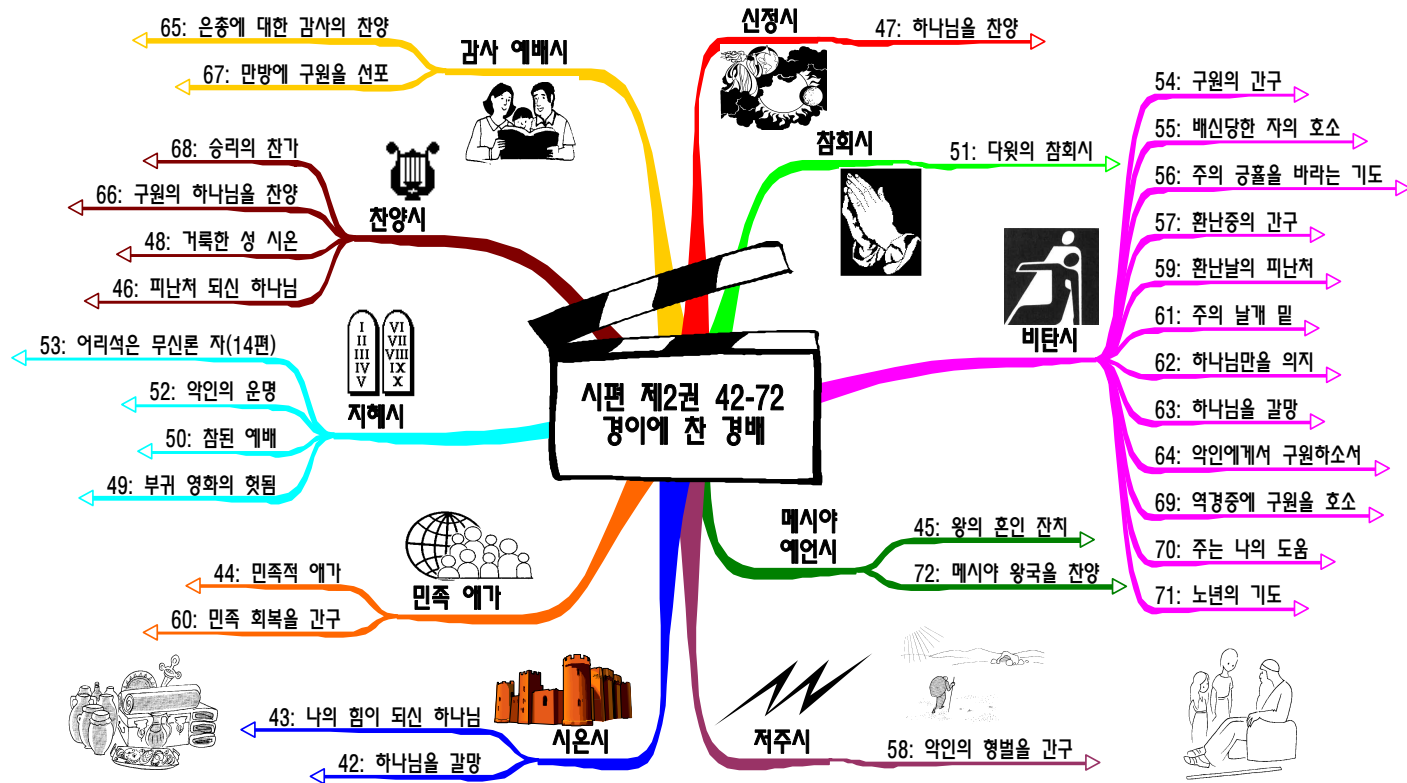 시편 제2권 42-72
경이에 찬 경배
신정시
47: 하나님을 찬양
참회시
51: 다윗의 참회시
비탄시
54: 구원의 간구
55: 배신당한 자의 호소
56: 주의 긍휼을 바라는 기도
57: 환난중의 간구
59: 환난날의 피난처
61: 주의 날개 밑
62: 하나님만을 의지
63: 하나님을 갈망
64: 악인에게서 구원하소서
69: 역경중에 구원을 호소
70: 주는 나의 도움
71: 노년의 기도
메시야
예언시
45: 왕의 혼인 잔치
72: 메시야 왕국을 찬양
저주시
58: 악인의 형벌을 간구
시온시
43: 나의 힘이 되신 하나님
42: 하나님을 갈망
민족 애가
44: 민족적 애가
60: 민족 회복을 간구
지혜시
I VI
II VII
III VIII
IV IX
V X
53: 어리석은 무신론 자(14편)
52: 악인의 운명
50: 참된 예배
49: 부귀 영화의 헛됨
찬양시
68: 승리의 찬가
66: 구원의 하나님을 찬양
48: 거룩한 성 시온
46: 피난처 되신 하나님
감사 예배시
65: 은총에 대한 감사의 찬양
67: 만방에 구원을 선포